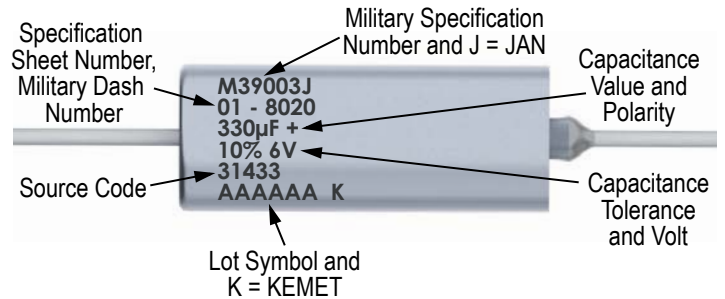 Military Specification
Number and J = JAN
Specification
Sheet Number,
Military Dash
Number
Capacitance
Value and
Polarity
M39003J
01 - 8020
330µF +
10% 6V
31433
AAAAAA K
Source Code
Capacitance
Tolerance
and Volt
Lot Symbol and
K = KEMET